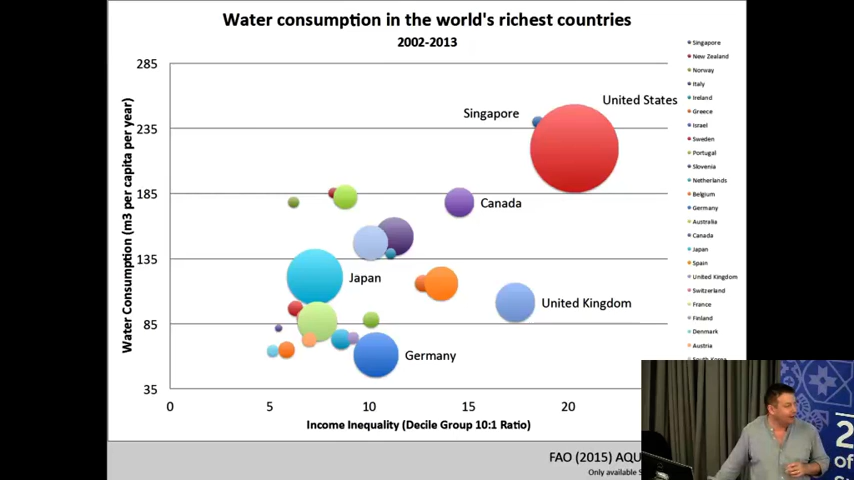 Water consumption in the world's richest countries
2002-2013
285
235
185
135
85
35
Water Consumption (m3 per capita per year)
0
5
10
15
20
Income Inequality (Decile Group 10:1 Ratio)
United States
Singapore
Canada
Japan
United Kingdom
Germany
Singapore
New Zealand
Norway
Italy
Ireland
Greece
Israel
Sweden
Portugal
Slovenia
Netherlands
Belgium
Germany
Australia
Canada
Japan
Spain
United Kingdom
Switzerland
France
Finland
Denmark
Austria
South Korea
FAO (2015) AQU
Only available S
2
of